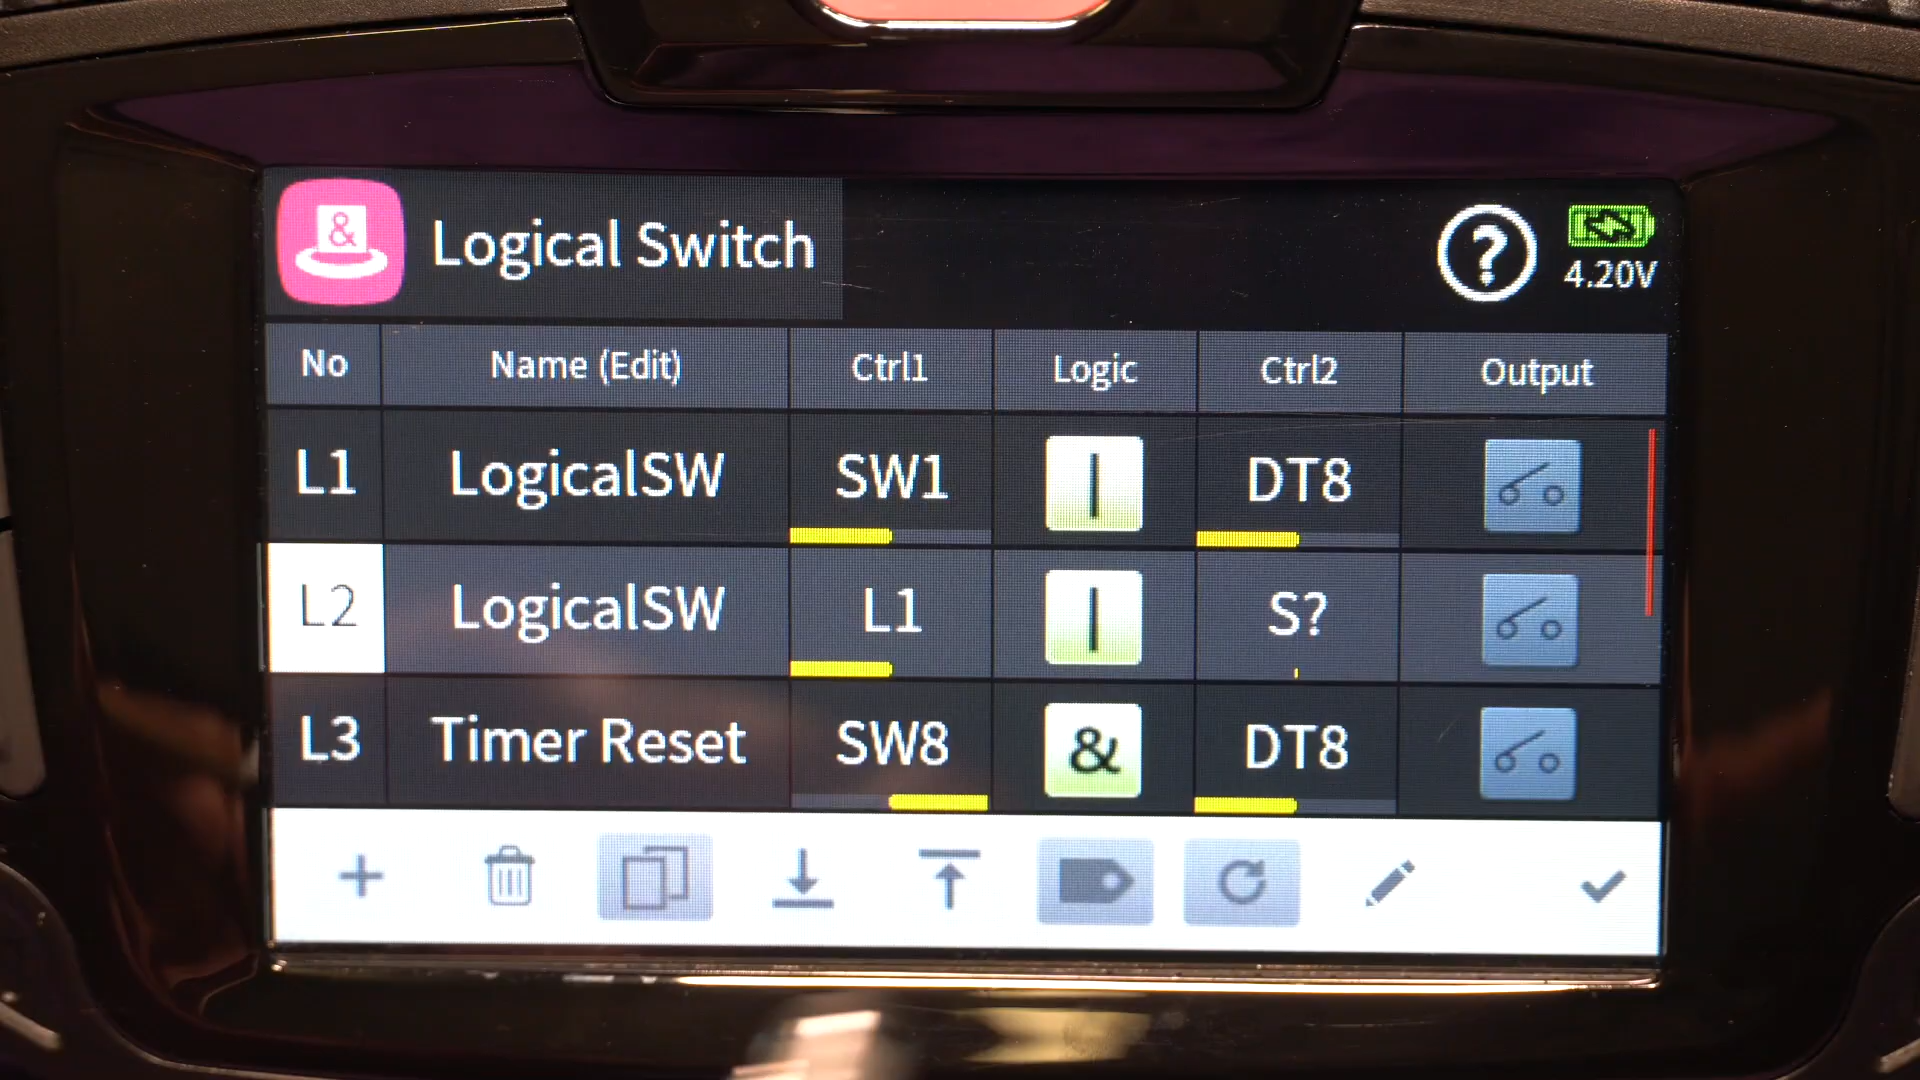 & Logical Switch ? 4.20V
No Name (Edit) Ctrl1 Logic Ctrl2 Output
L1 LogicalSW SW1 | DT8
L2 LogicalSW L1 | S?
L3 Timer Reset SW8 & DT8